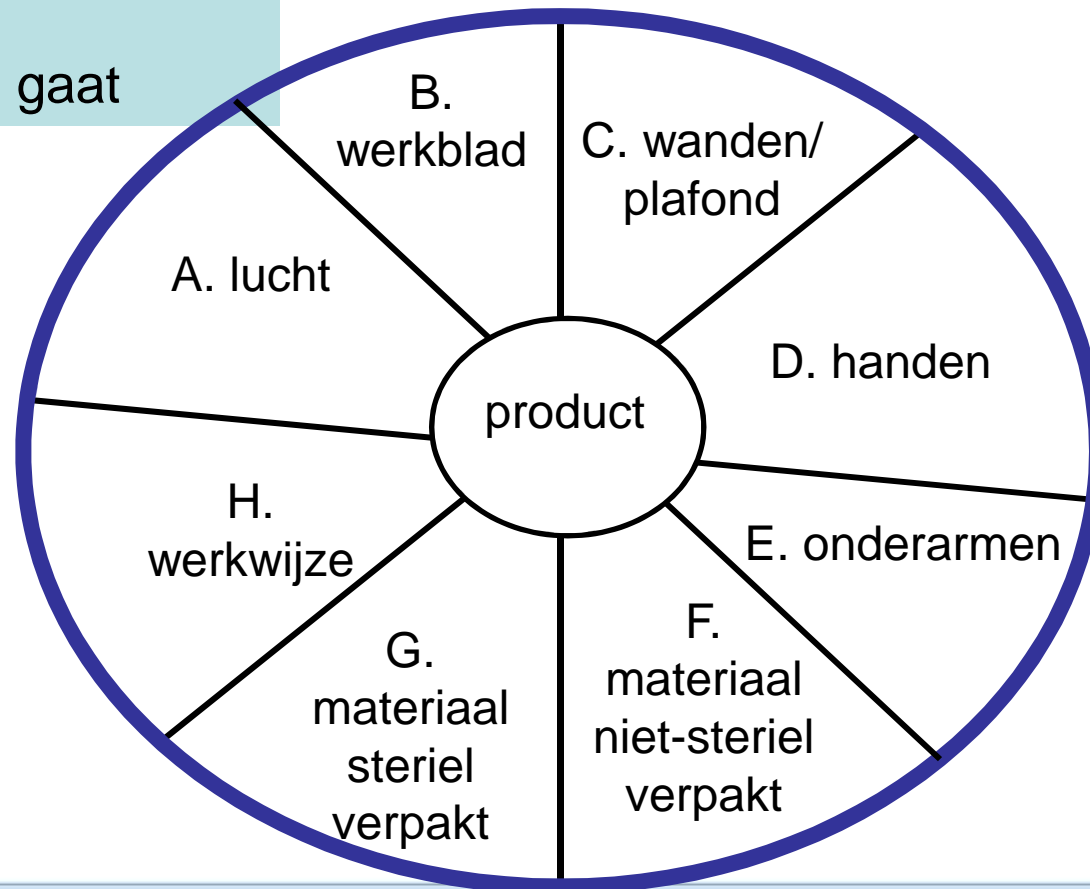 gaat
B.
werkblad
C. wanden/
plafond
A. lucht
D. handen
product
H.
werkwijze
E. onderarmen
G.
materiaal
steriel
verpakt
F.
materiaal
niet-steriel
verpakt